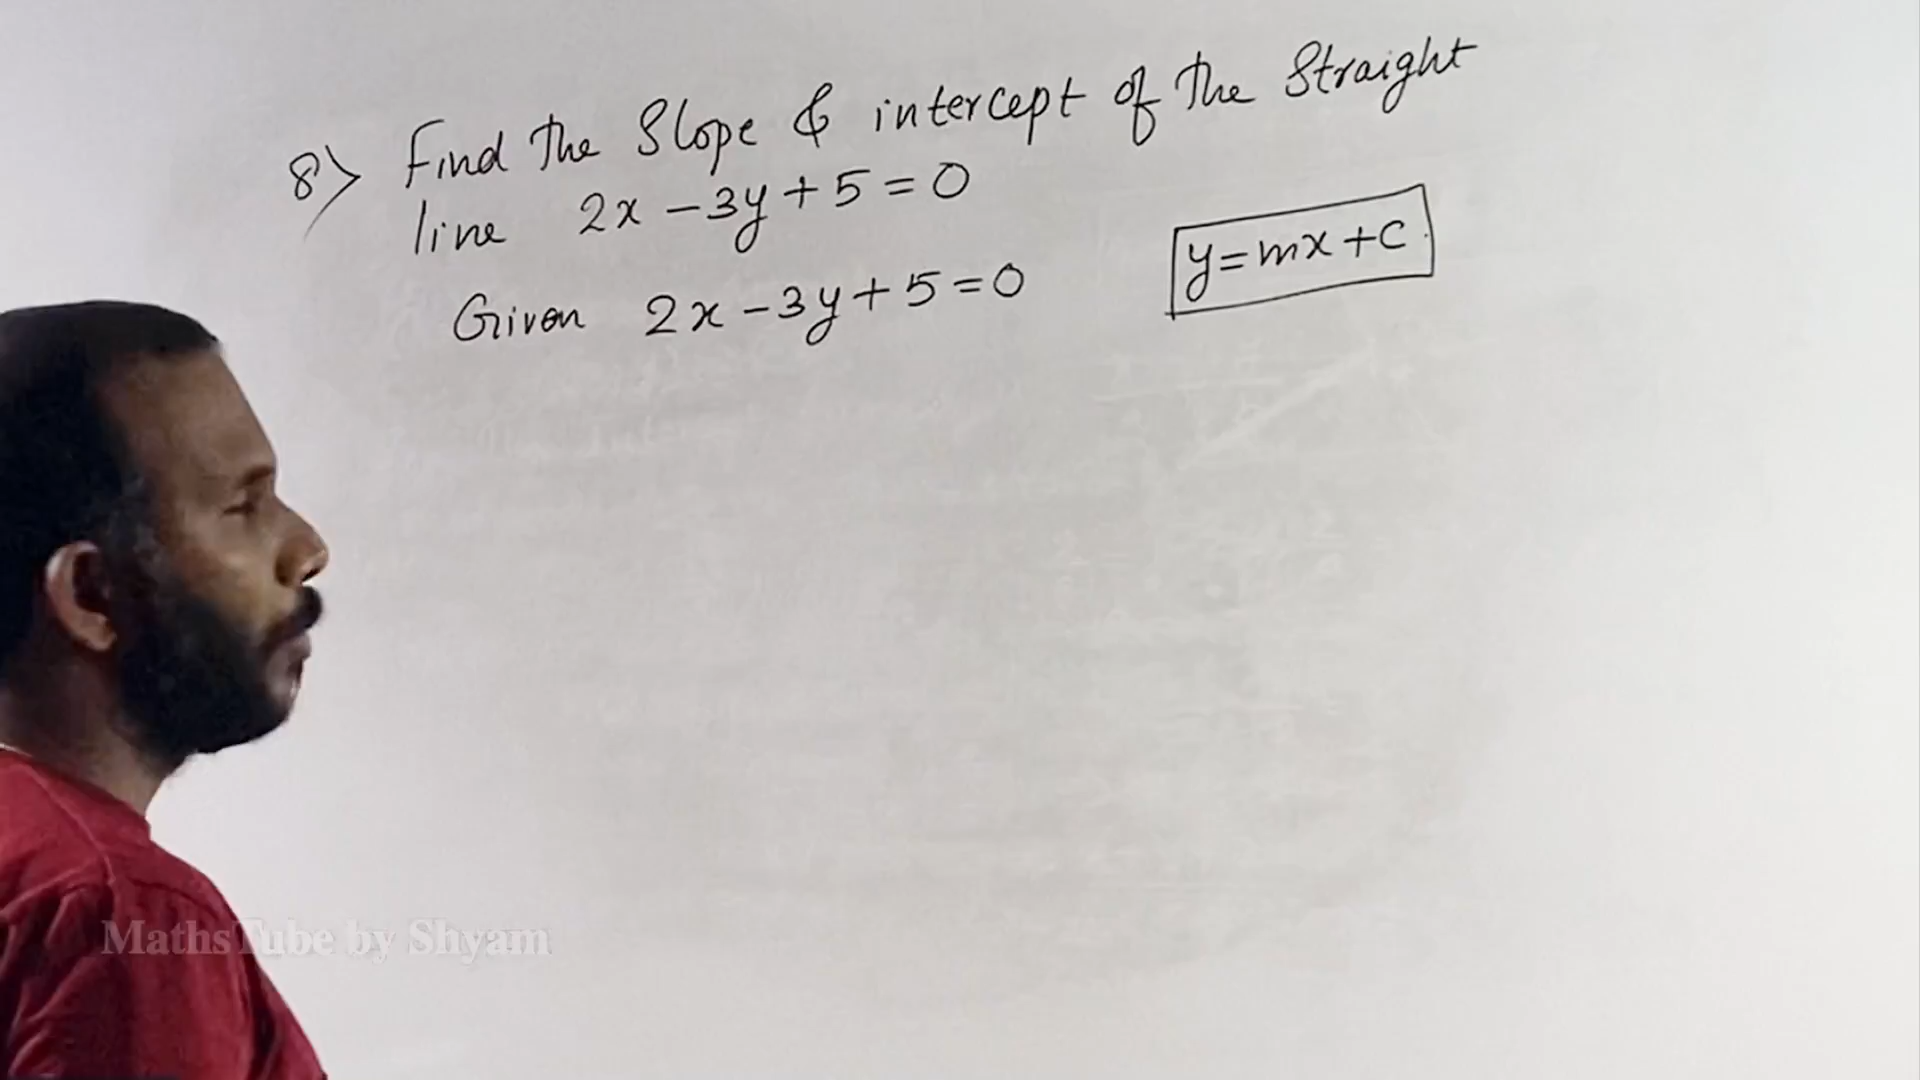 8) Find the Slope & intercept of the Straight
line 2x - 3y + 5 = 0
Given 2x - 3y + 5 = 0
y = mx + c
MathsTube by Shyam